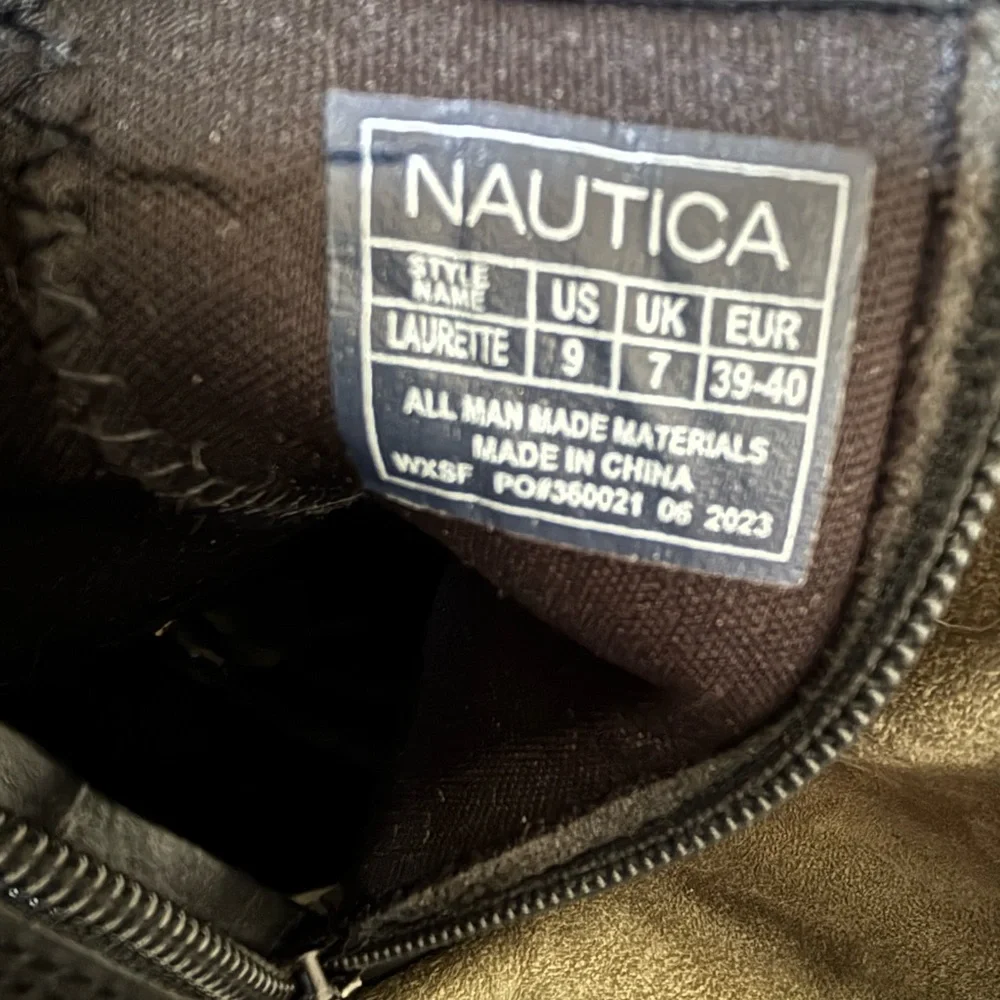 NAUTICA
STYLE NAME US UK EUR
LAURETTE 9 7 39-40
ALL MAN MADE MATERIALS
MADE IN CHINA
WXSF PO#360021 06 2023